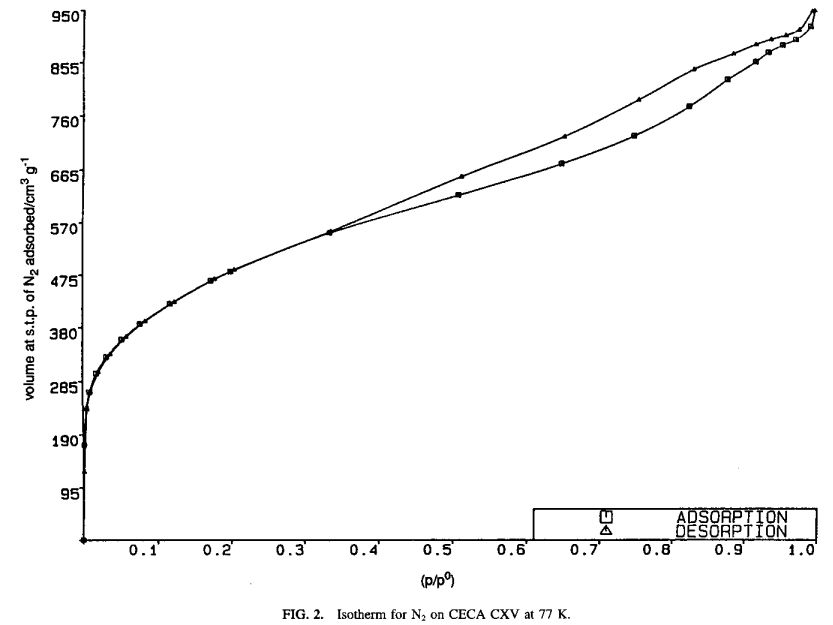 950
855
760
665
570
475
380
285
190
95
volume at s.t.p. of N₂ adsorbed/cm³ g⁻¹
ADSORPTION
DESORPTION
0.1 0.2 0.3 0.4 0.5 0.6 0.7 0.8 0.9 1.0
(p/p⁰)
FIG. 2. Isotherm for N₂ on CECA CXV at 77 K.